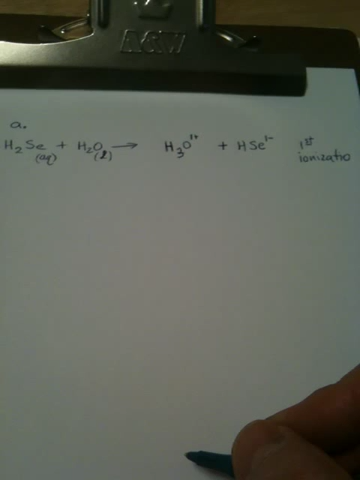 A&W
a.
H₂Se(aq) + H₂O(l) → H₃O¹⁺ + HSe¹⁻ 1st
ionizatio